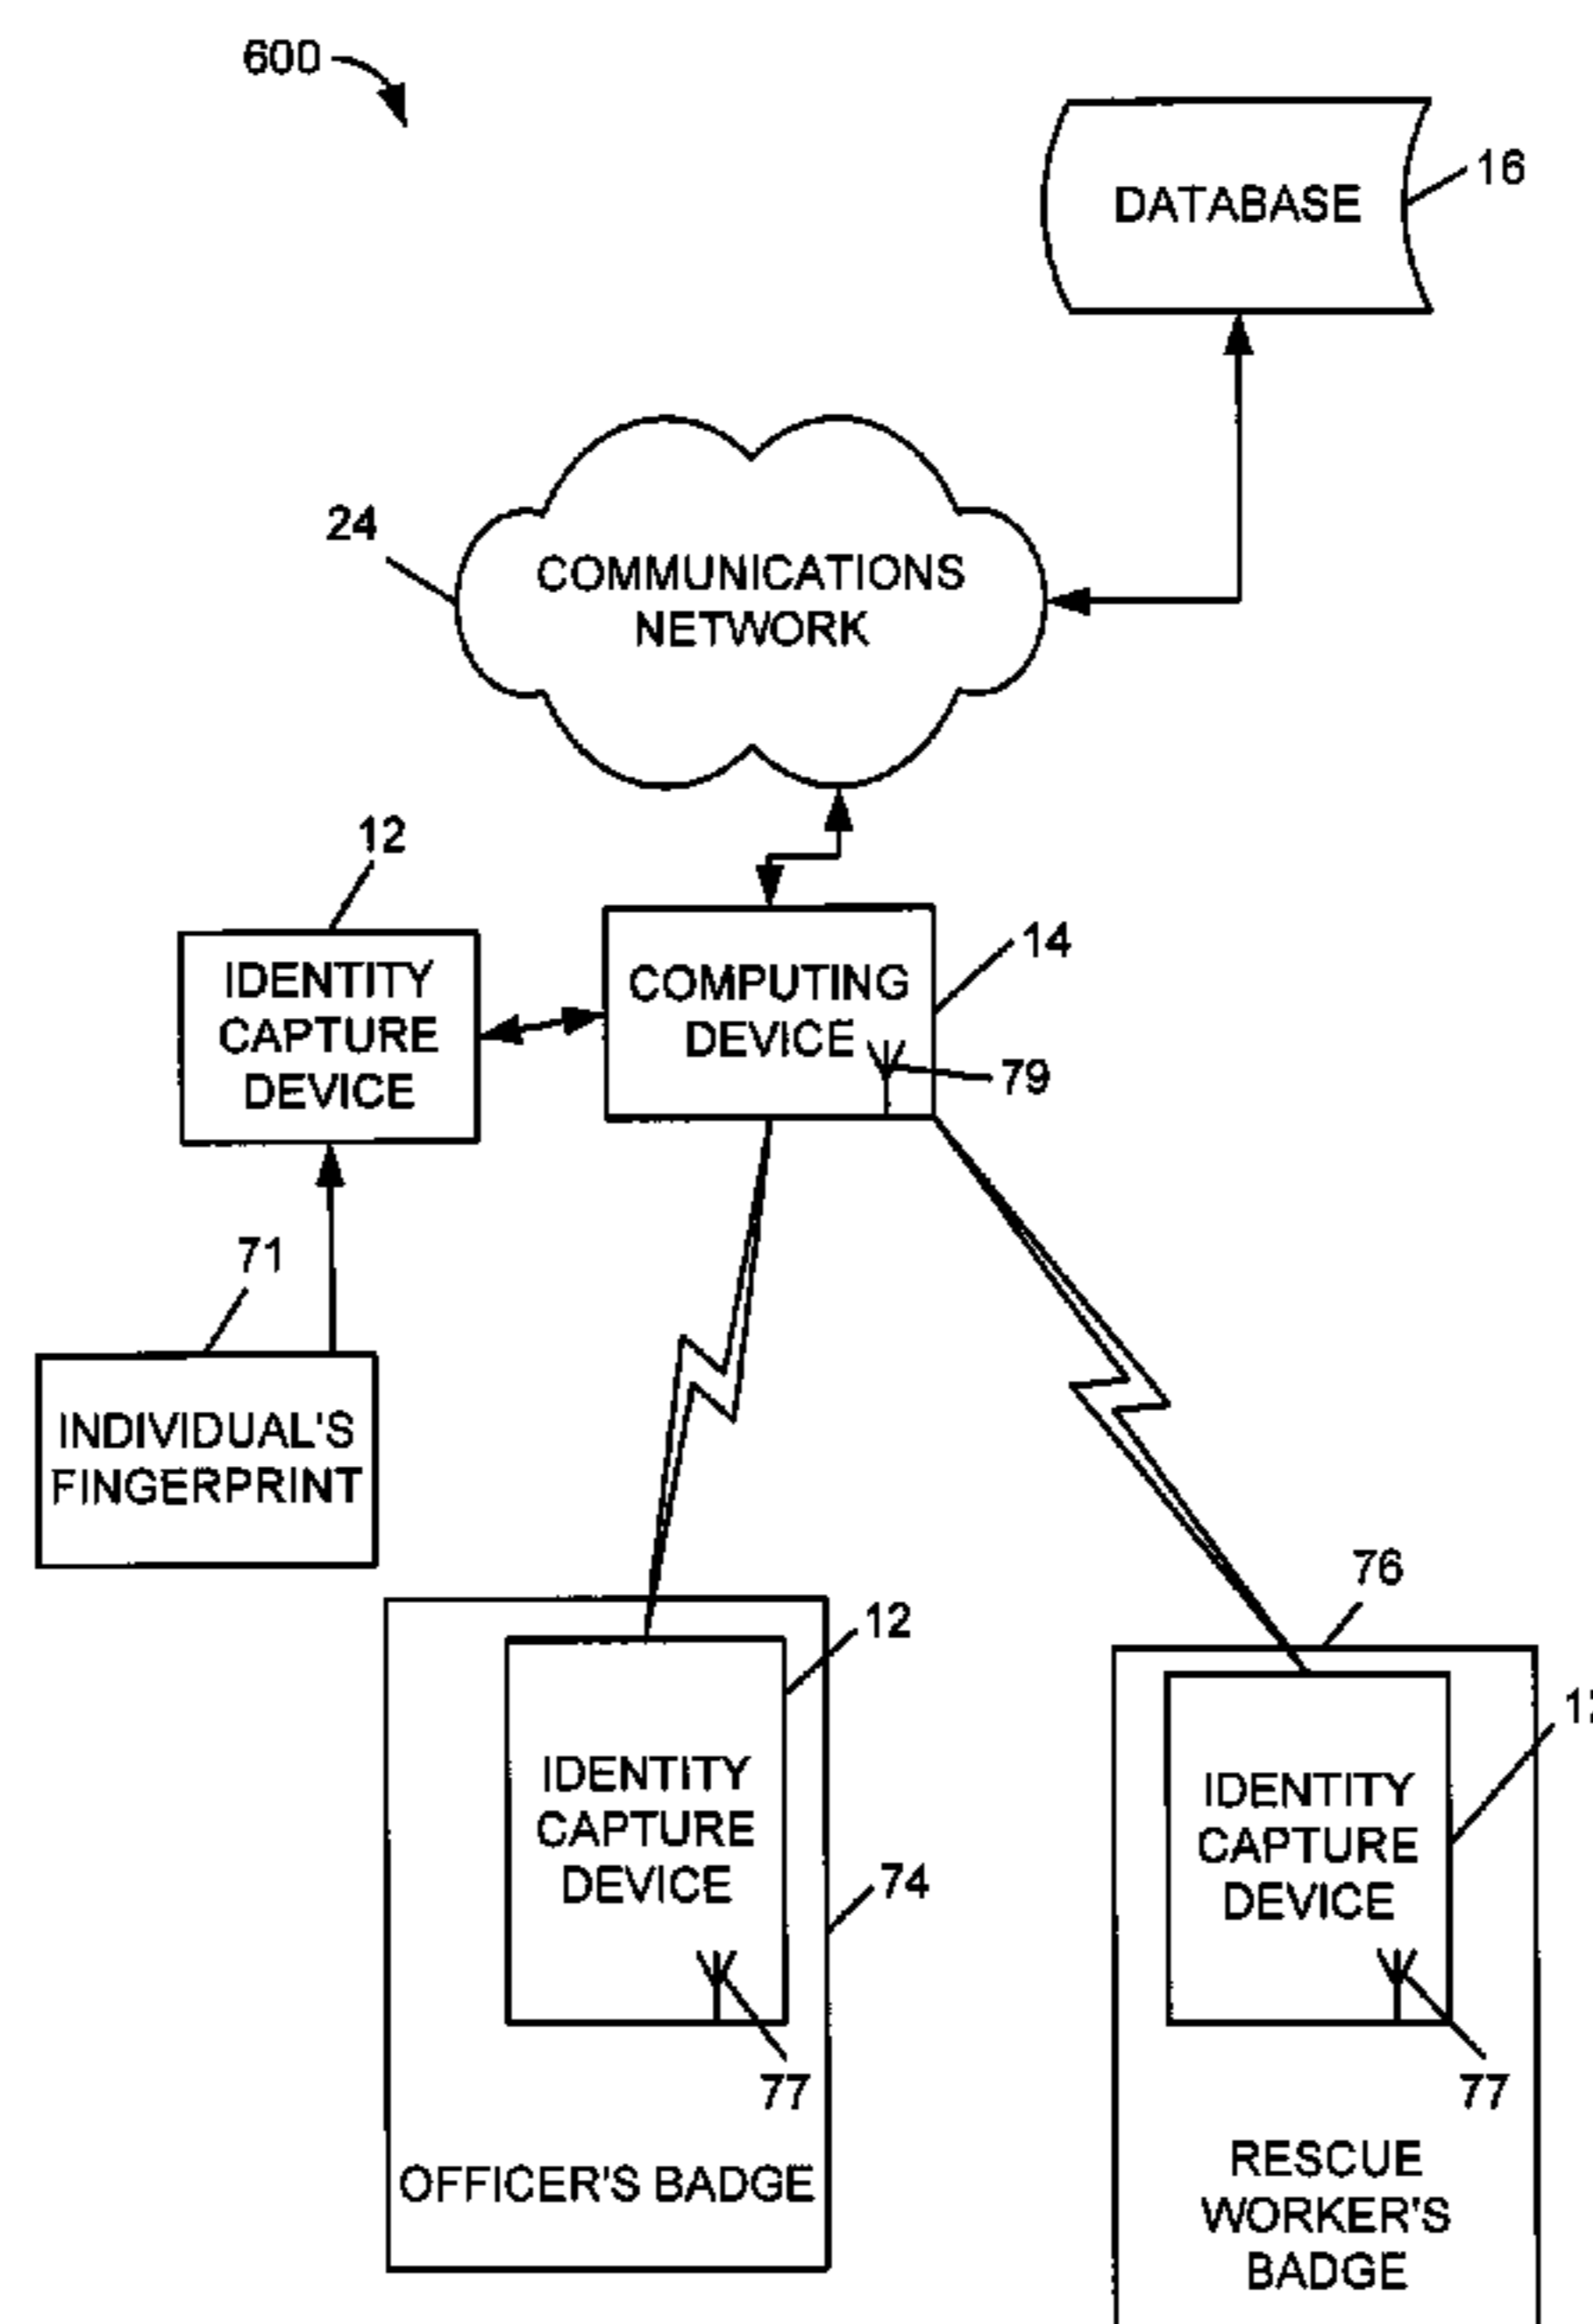 600
DATABASE
16
24
COMMUNICATIONS
NETWORK
12
IDENTITY
CAPTURE
DEVICE
COMPUTING
DEVICE
14
79
71
INDIVIDUAL'S
FINGERPRINT
12
IDENTITY
CAPTURE
DEVICE
74
77
OFFICER'S BADGE
76
IDENTITY
CAPTURE
DEVICE
77
RESCUE
WORKER'S
BADGE